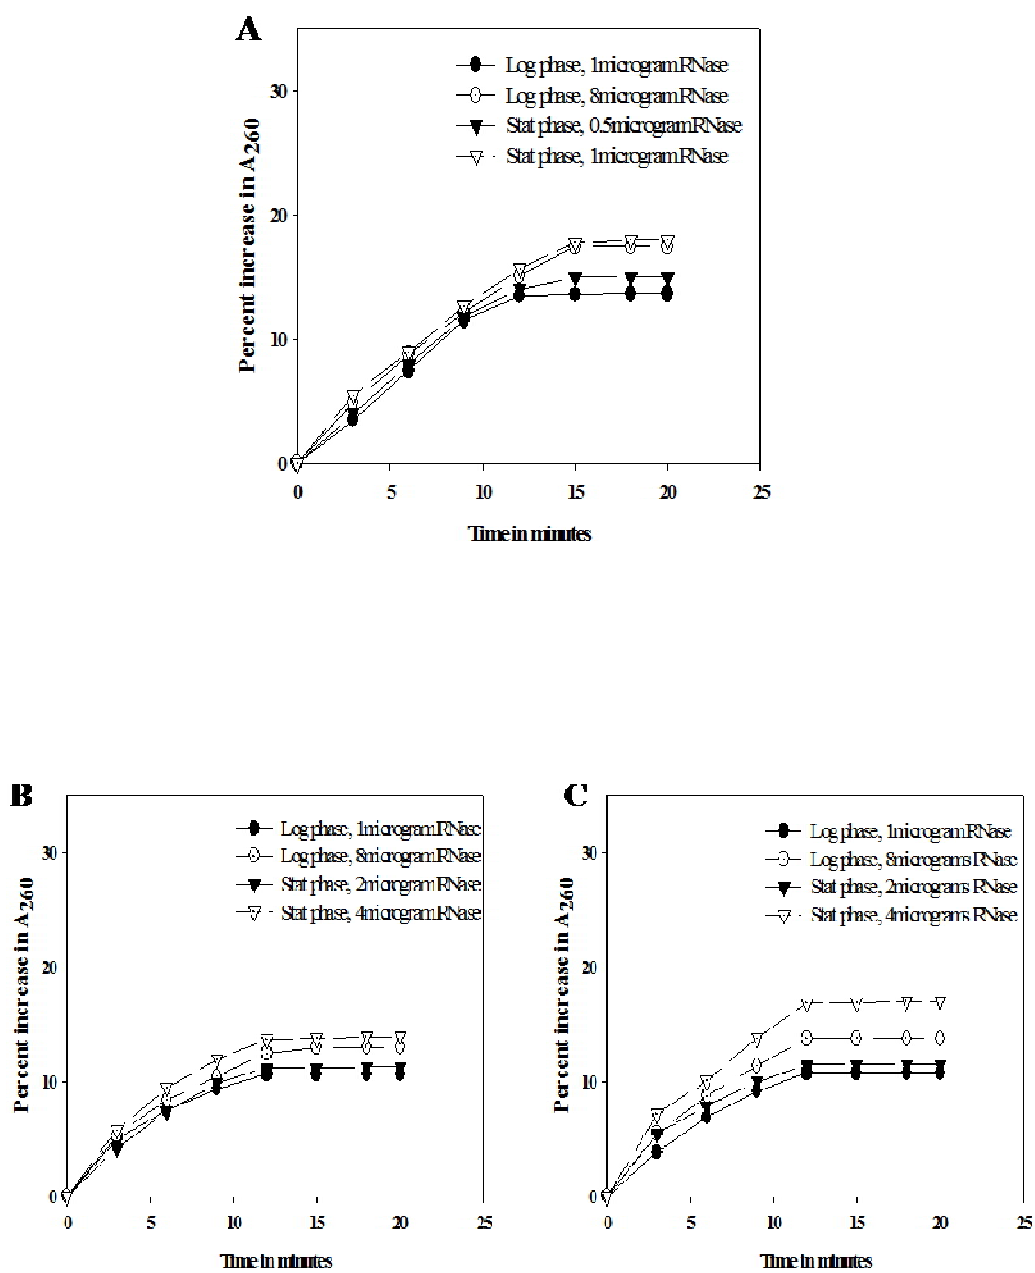 A
Log phase, 1microgram RNase
Log phase, 8microgram RNase
Stat phase, 0.5microgram RNase
Stat phase, 1microgram RNase
Percent increase in A260
30
20
10
0
0 5 10 15 20 25
Time in minutes
B
Log phase, 1microgram RNase
Log phase, 8microgram RNase
Stat phase, 2microgram RNase
Stat phase, 4microgram RNase
Percent increase in A260
30
20
10
0
0 5 10 15 20 25
Time in minutes
C
Log phase, 1microgram RNase
Log phase, 8micrograms RNase
Stat phase, 2micrograms RNase
Stat phase, 4micrograms RNase
Percent increase in A260
30
20
10
0
0 5 10 15 20 25
Time in minutes